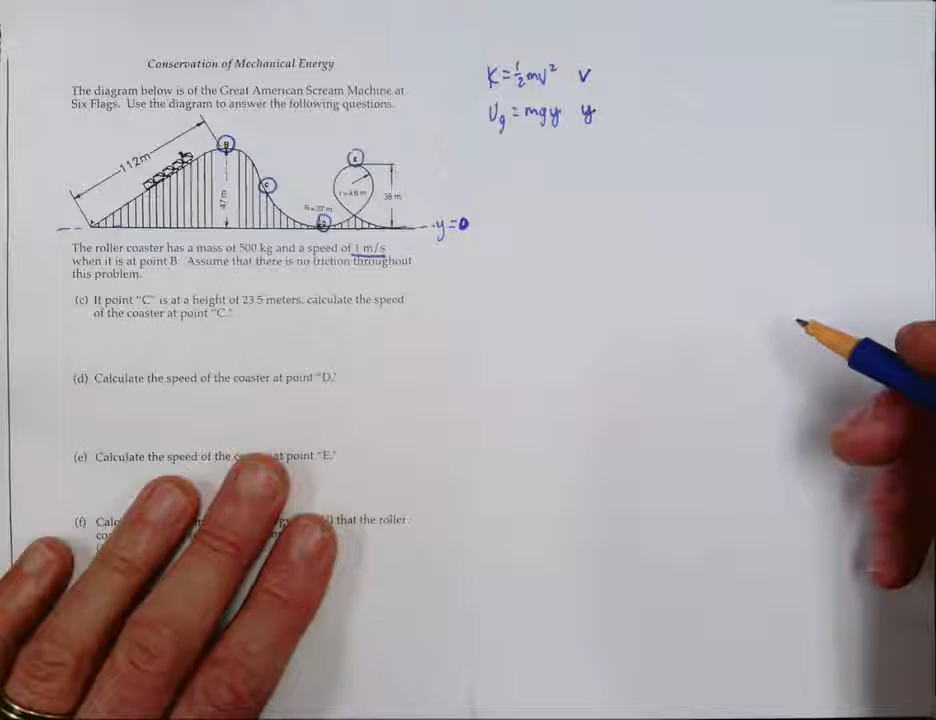 Conservation of Mechanical Energy
K = ½mv² v
The diagram below is of the Great American Scream Machine at
Six Flags. Use the diagram to answer the following questions.
Ug = mgy y
112m
B
C
47 m
R=37 m
D
E
38 m
y=0
The roller coaster has a mass of 500 kg and a speed of 1 m/s
when it is at point B. Assume that there is no friction throughout
this problem.
(c) If point "C" is at a height of 23.5 meters, calculate the speed
of the coaster at point "C."
(d) Calculate the speed of the coaster at point "D."
(e) Calculate the speed of the at point "E."
(f) that the roller